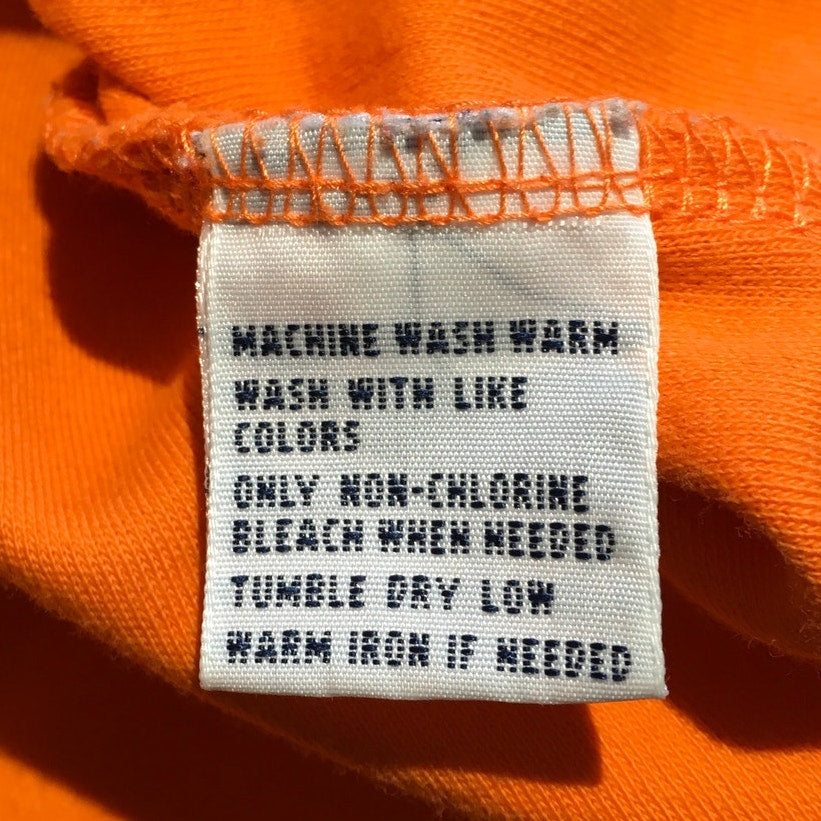 MACHINE WASH WARM
WASH WITH LIKE
COLORS
ONLY NON-CHLORINE
BLEACH WHEN NEEDED
TUMBLE DRY LOW
WARM IRON IF NEEDED